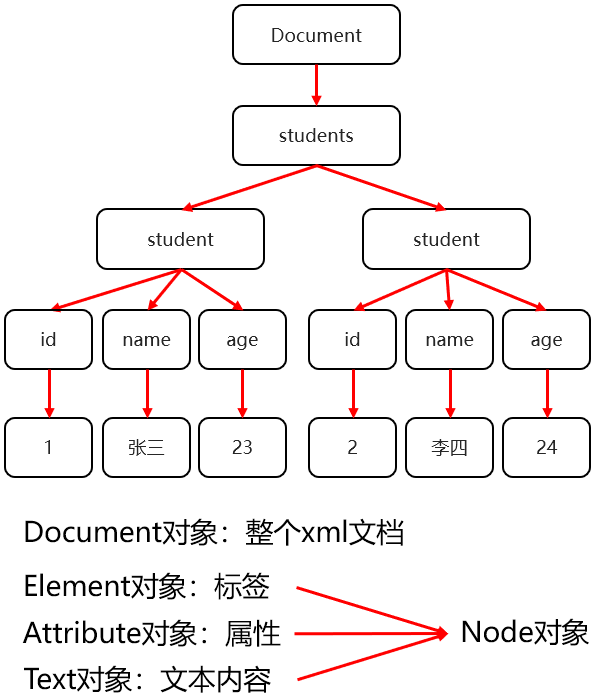 Document
students
student student
id name age id name age
1 张三 23 2 李四 24
Document对象：整个xml文档
Element对象：标签
Attribute对象：属性 Node对象
Text对象：文本内容